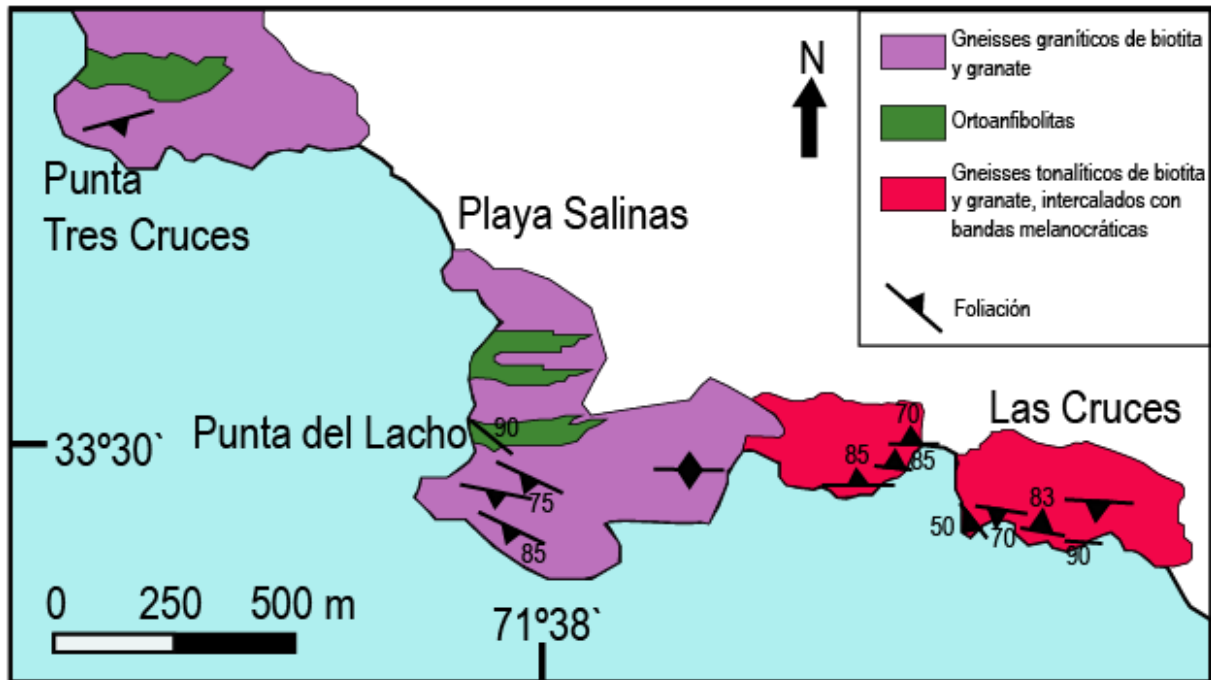 Gneisses graníticos de biotita
y granate
N
Ortoanfibolitas
Punta
Tres Cruces
Gneisses tonalíticos de biotita
y granate, intercalados con
bandas melanocráticas
Playa Salinas
Foliación
Las Cruces
33º30`
Punta del Lacho
90
70
85
85
83
75
50
70
85
90
0 250 500 m
71º38`